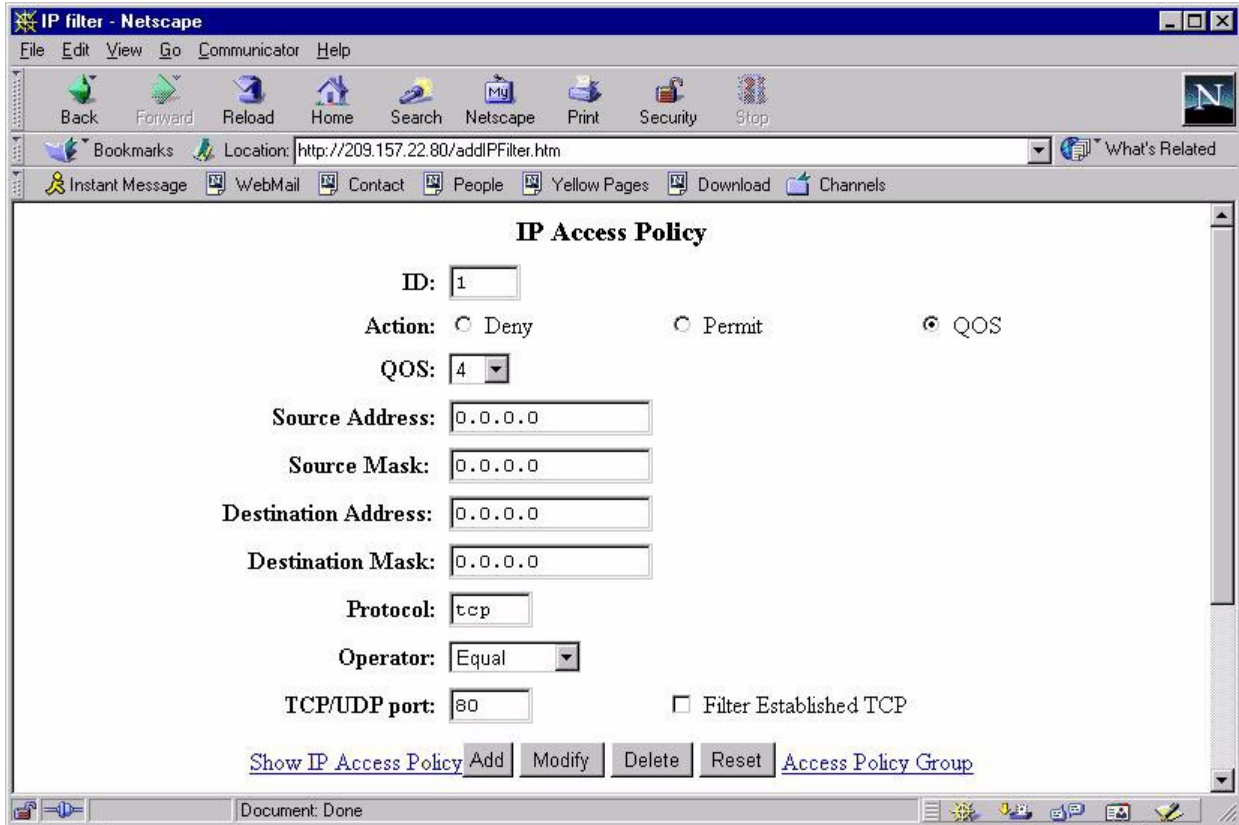 IP filter - Netscape
File Edit View Go Communicator Help
Back Forward Reload Home Search Netscape Print Security Stop
My
N
Bookmarks Location: http://209.157.22.80/addIPFilter.htm What's Related
Instant Message WebMail Contact People Yellow Pages Download Channels
IP Access Policy
ID: 1
Action: Deny Permit QOS
QOS: 4
Source Address: 0.0.0.0
Source Mask: 0.0.0.0
Destination Address: 0.0.0.0
Destination Mask: 0.0.0.0
Protocol: tcp
Operator: Equal
TCP/UDP port: 80 Filter Established TCP
Show IP Access Policy Add Modify Delete Reset Access Policy Group
Document: Done